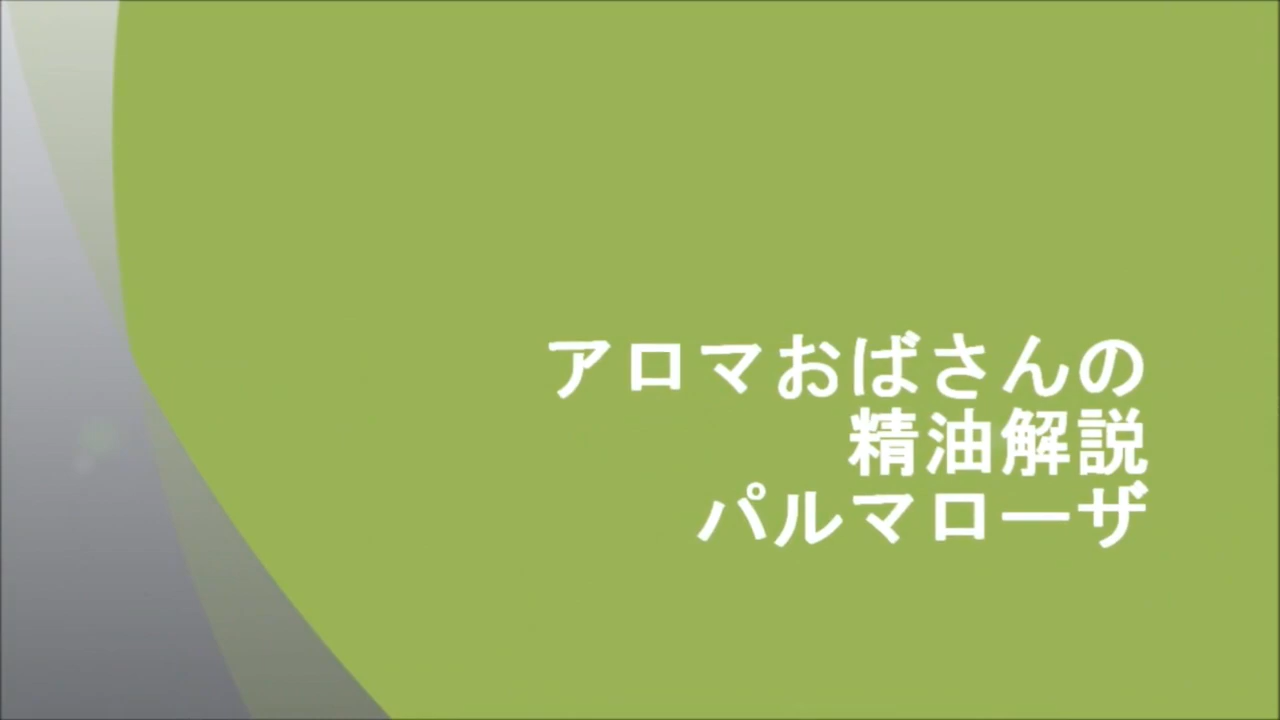 アロマおばさんの
精油解説
パルマローザ